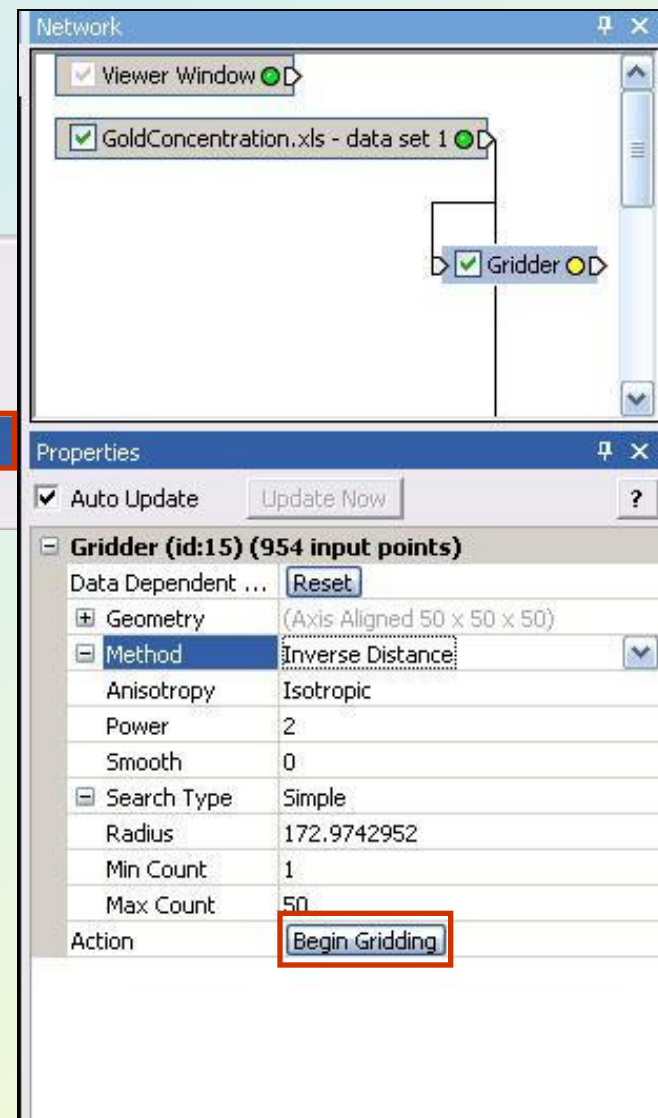 Network
Viewer Window
GoldConcentration.xls - data set 1
Gridder
Properties
Auto Update Update Now ?
Gridder (id:15) (954 input points)
Data Dependent ... Reset
Geometry (Axis Aligned 50 x 50 x 50)
Method Inverse Distance
Anisotropy Isotropic
Power 2
Smooth 0
Search Type Simple
Radius 172.9742952
Min Count 1
Max Count 50
Action Begin Gridding